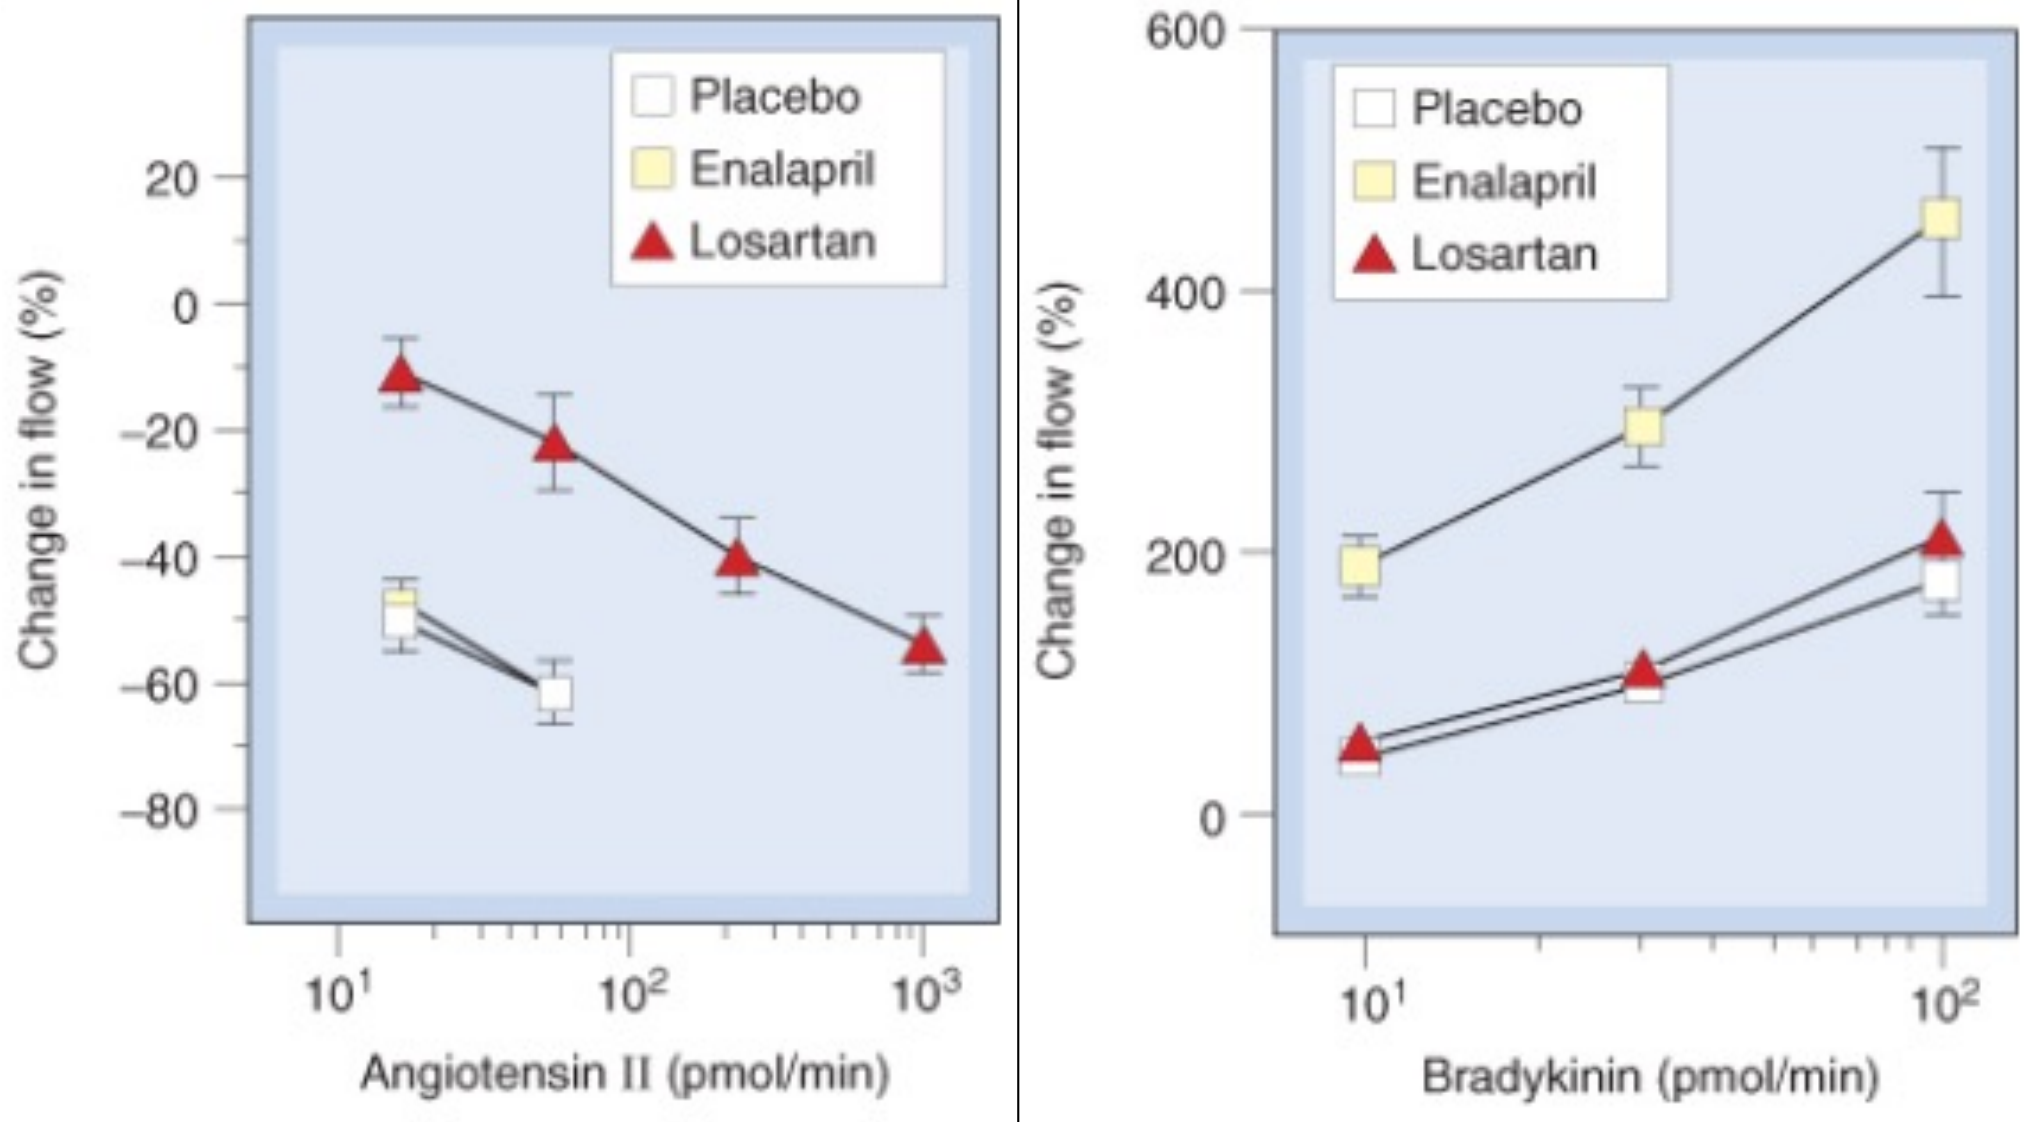 Placebo
Enalapril
Losartan
20
0
–20
–40
–60
–80
Change in flow (%)
10¹ 10² 10³
Angiotensin II (pmol/min)
Placebo
Enalapril
Losartan
600
400
200
0
Change in flow (%)
10¹ 10²
Bradykinin (pmol/min)